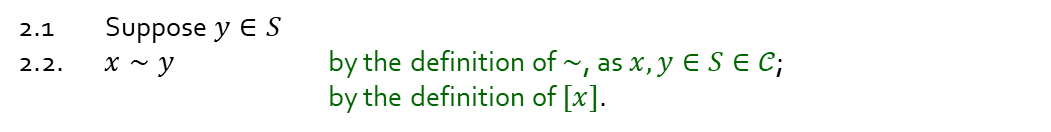 2.1 Suppose y ∈ S
2.2. x ~ y by the definition of ~, as x, y ∈ S ∈ 𝒞;
by the definition of [x].